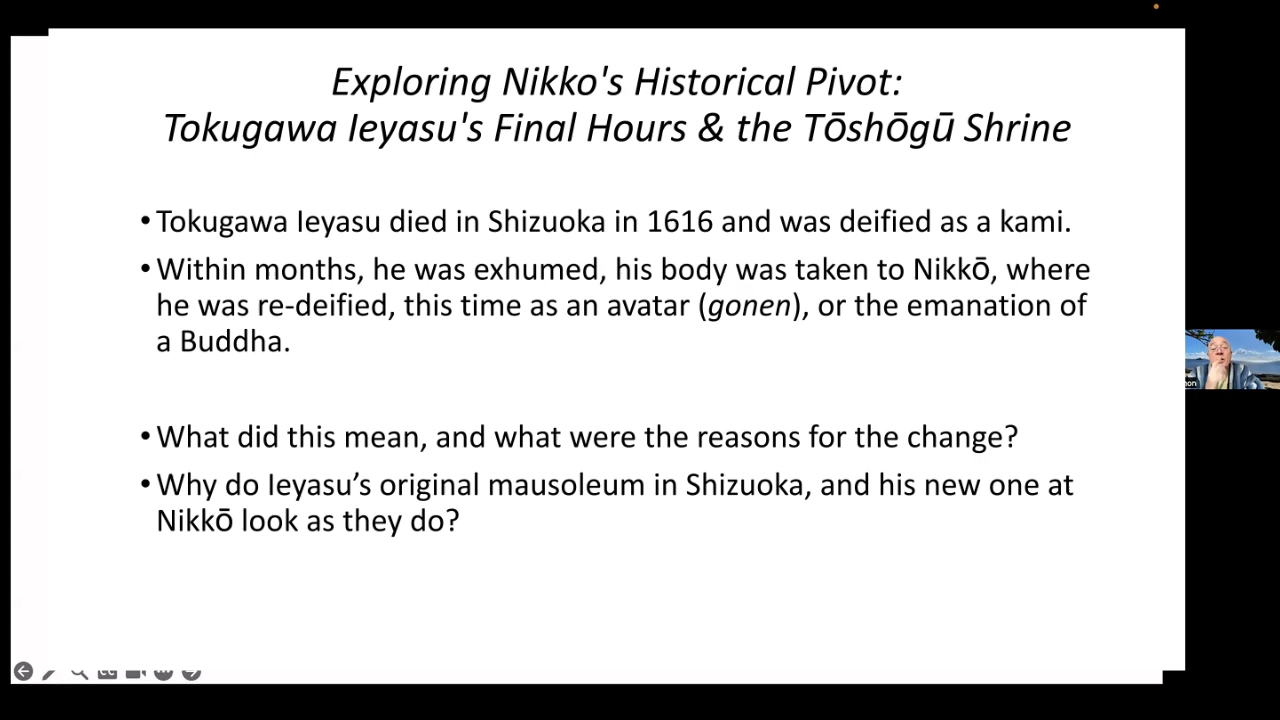 Exploring Nikko's Historical Pivot:
Tokugawa Ieyasu's Final Hours & the Tōshōgū Shrine
• Tokugawa Ieyasu died in Shizuoka in 1616 and was deified as a kami.
• Within months, he was exhumed, his body was taken to Nikkō, where
he was re-deified, this time as an avatar (gonen), or the emanation of
a Buddha.
• What did this mean, and what were the reasons for the change?
• Why do Ieyasu’s original mausoleum in Shizuoka, and his new one at
Nikkō look as they do?